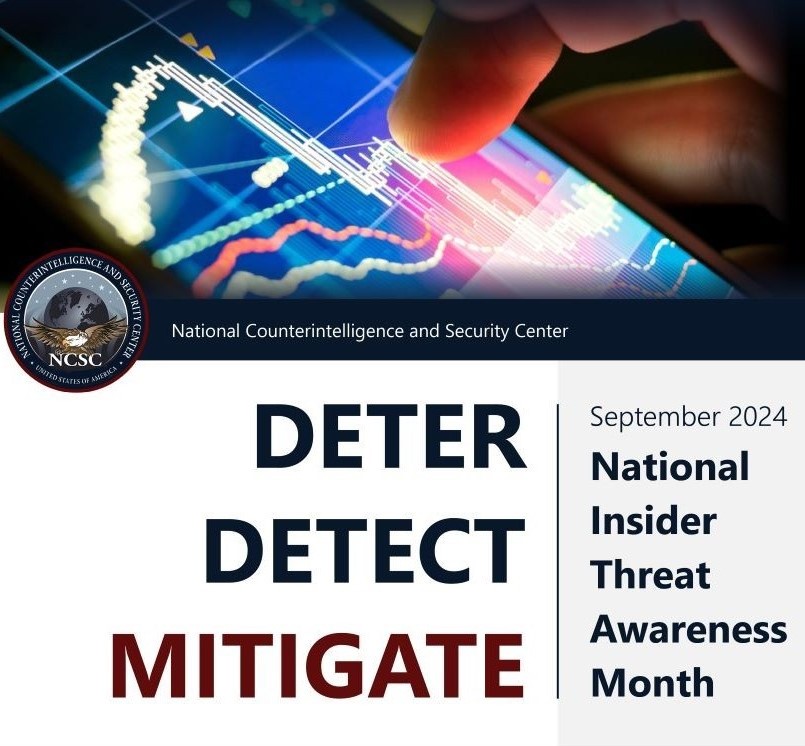 NATIONAL COUNTERINTELLIGENCE AND SECURITY CENTER
NCSC
UNITED STATES OF AMERICA
National Counterintelligence and Security Center
DETER
DETECT
MITIGATE
September 2024
National
Insider
Threat
Awareness
Month